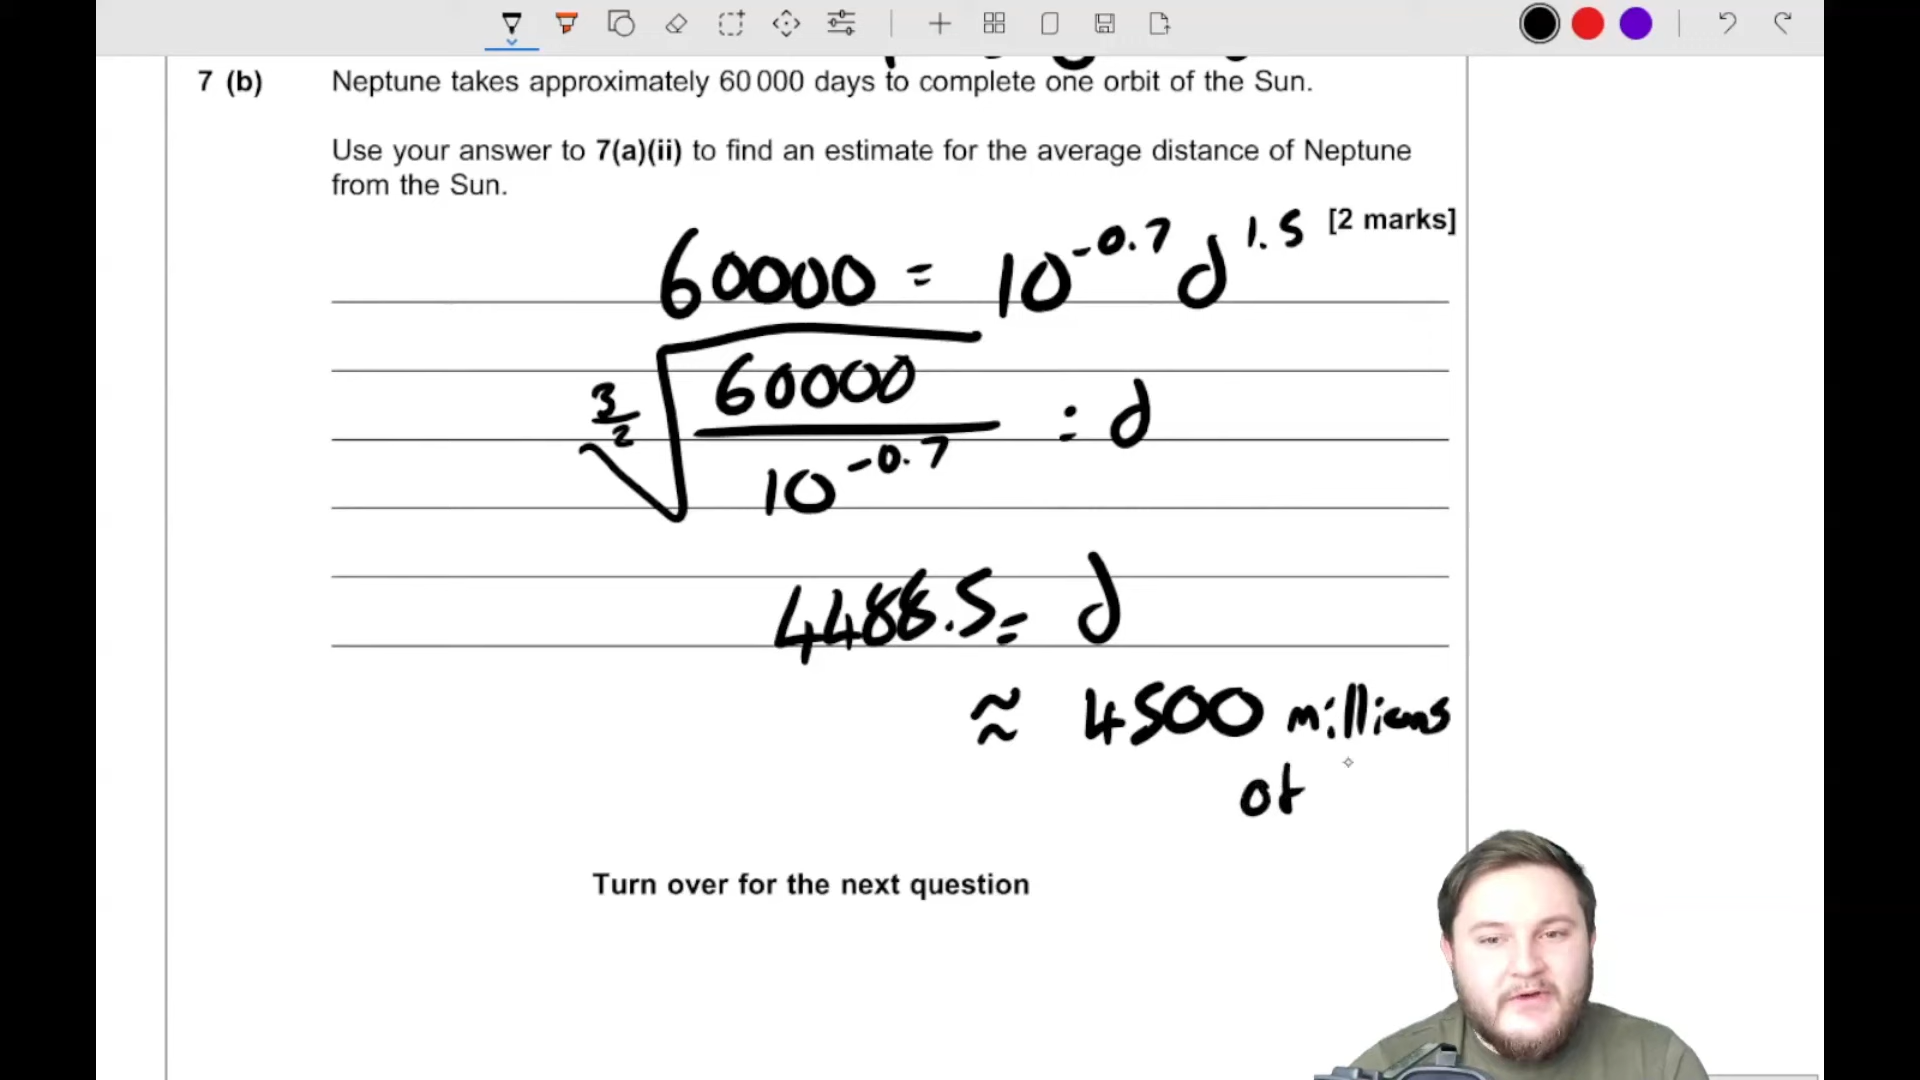 7 (b) Neptune takes approximately 60 000 days to complete one orbit of the Sun.
Use your answer to 7(a)(ii) to find an estimate for the average distance of Neptune
from the Sun.
[2 marks]
60000 = 10^-0.7 d^1.5
3/2 √ 60000 / 10^-0.7 = d
4488.5 = d
≈ 4500 millions
of
Turn over for the next question